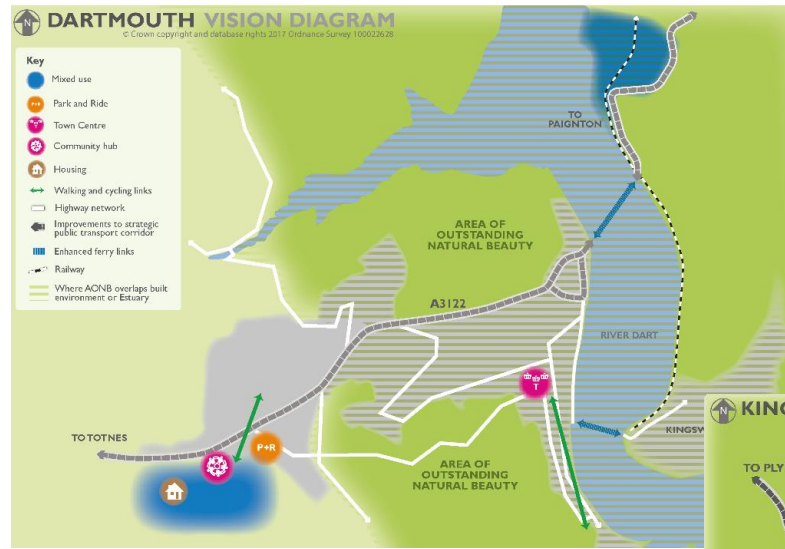 N DARTMOUTH VISION DIAGRAM
© Crown copyright and database rights 2017 Ordnance Survey 100022628
Key
Mixed use
P+R Park and Ride
T Town Centre
Community hub
Housing
Walking and cycling links
Highway network
Improvements to strategic
public transport corridor
Enhanced ferry links
Railway
Where AONB overlaps built
environment or Estuary
TO
PAIGNTON
AREA OF
OUTSTANDING
NATURAL BEAUTY
A3122
RIVER DART
T
TO TOTNES
P+R
KINGSW
AREA OF
OUTSTANDING
NATURAL BEAUTY
N KING
TO PLY